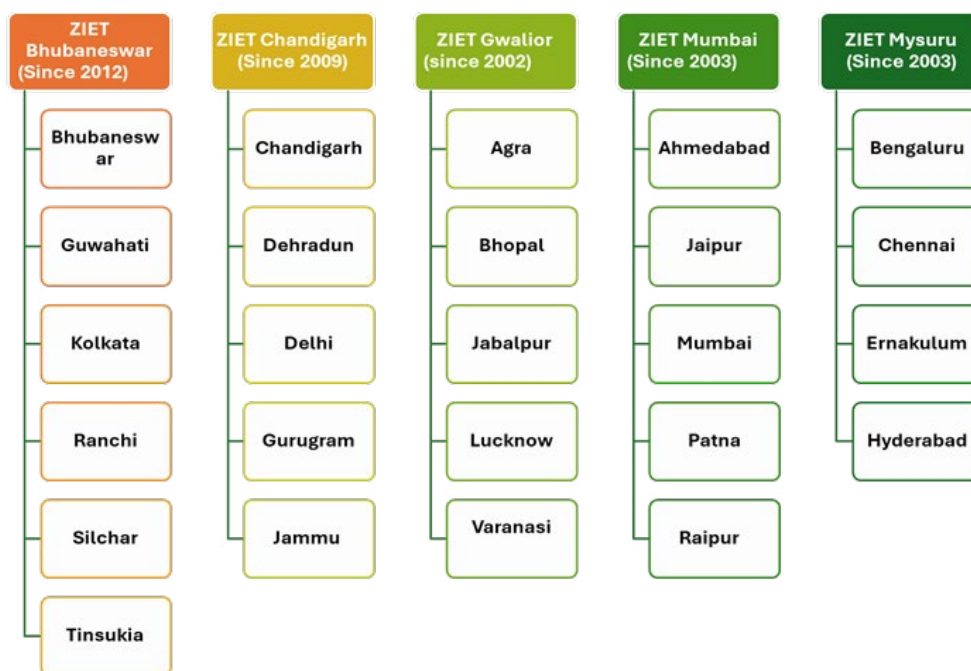 ZIET
Bhubaneswar
(Since 2012)
Bhubanesw
ar
Guwahati
Kolkata
Ranchi
Silchar
Tinsukia
ZIET Chandigarh
(Since 2009)
Chandigarh
Dehradun
Delhi
Gurugram
Jammu
ZIET Gwalior
(since 2002)
Agra
Bhopal
Jabalpur
Lucknow
Varanasi
ZIET Mumbai
(Since 2003)
Ahmedabad
Jaipur
Mumbai
Patna
Raipur
ZIET Mysuru
(Since 2003)
Bengaluru
Chennai
Ernakulum
Hyderabad